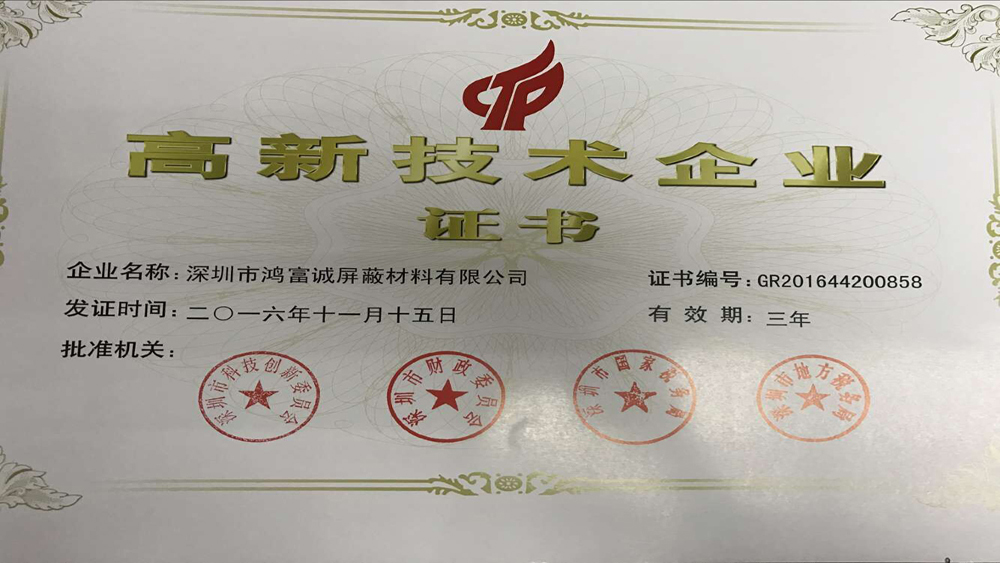 CTP
高新技术企业
证书
企业名称：深圳市鸿富诚屏蔽材料有限公司
证书编号：GR201644200858
发证时间：二〇一六年十一月十五日
有效期：三年
批准机关：
深圳市科技创新委员会
深圳市财政委员会
深圳市国家税务局
深圳市地方税务局